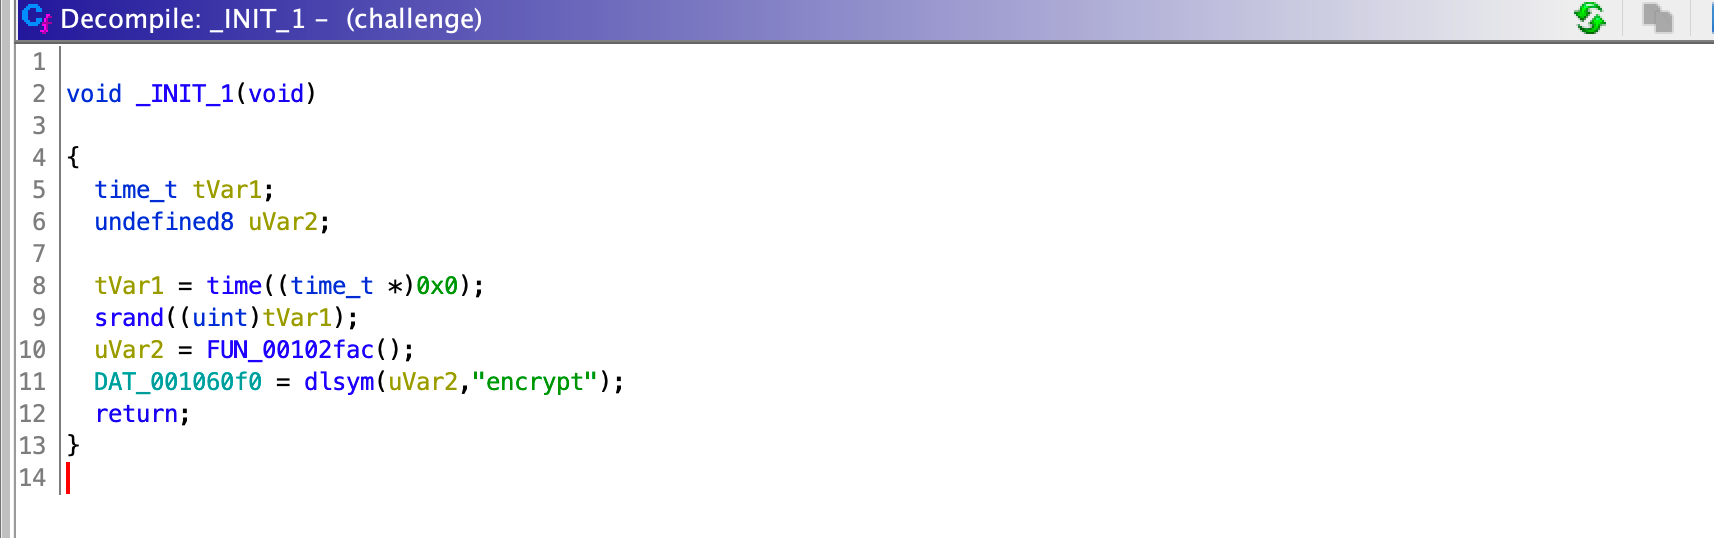 Decompile: _INIT_1 - (challenge)
1
2 void _INIT_1(void)
3
4 {
5   time_t tVar1;
6   undefined8 uVar2;
7
8   tVar1 = time((time_t *)0x0);
9   srand((uint)tVar1);
10   uVar2 = FUN_00102fac();
11   DAT_001060f0 = dlsym(uVar2,"encrypt");
12   return;
13 }
14